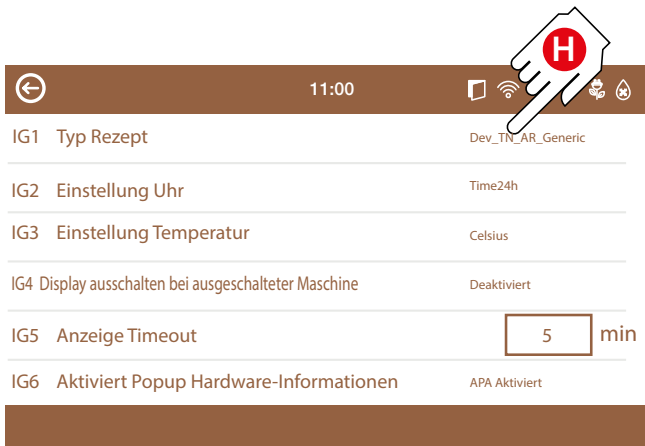 H
11:00
IG1 Typ Rezept Dev_TN_AR_Generic
IG2 Einstellung Uhr Time24h
IG3 Einstellung Temperatur Celsius
IG4 Display ausschalten bei ausgeschalteter Maschine Deaktiviert
IG5 Anzeige Timeout 5 min
IG6 Aktiviert Popup Hardware-Informationen APA Aktiviert